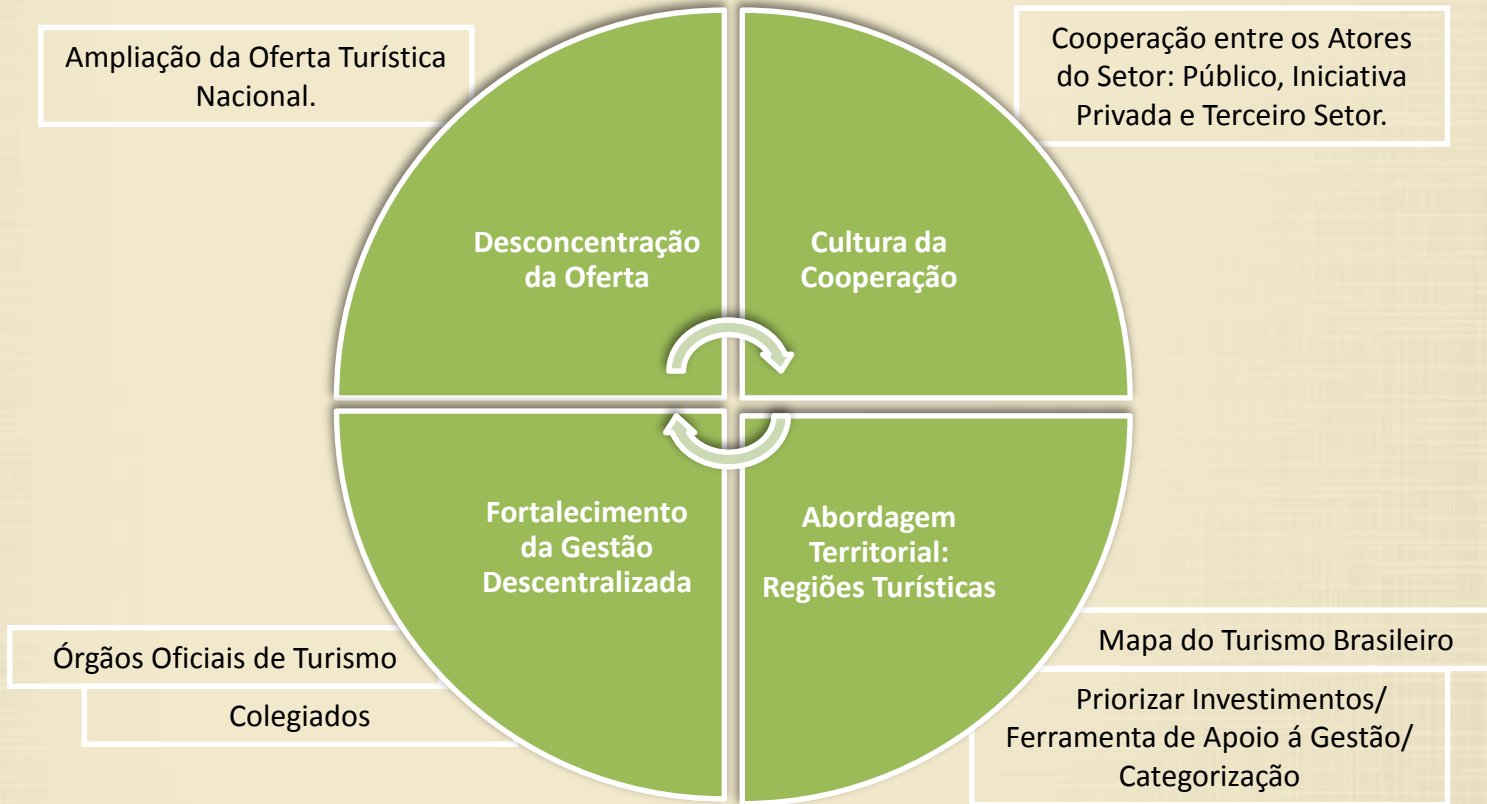 Ampliação da Oferta Turística
Nacional.
Cooperação entre os Atores
do Setor: Público, Iniciativa
Privada e Terceiro Setor.
Desconcentração
da Oferta
Cultura da
Cooperação
Fortalecimento
da Gestão
Descentralizada
Abordagem
Territorial:
Regiões Turísticas
Órgãos Oficiais de Turismo
Colegiados
Mapa do Turismo Brasileiro
Priorizar Investimentos/
Ferramenta de Apoio á Gestão/
Categorização